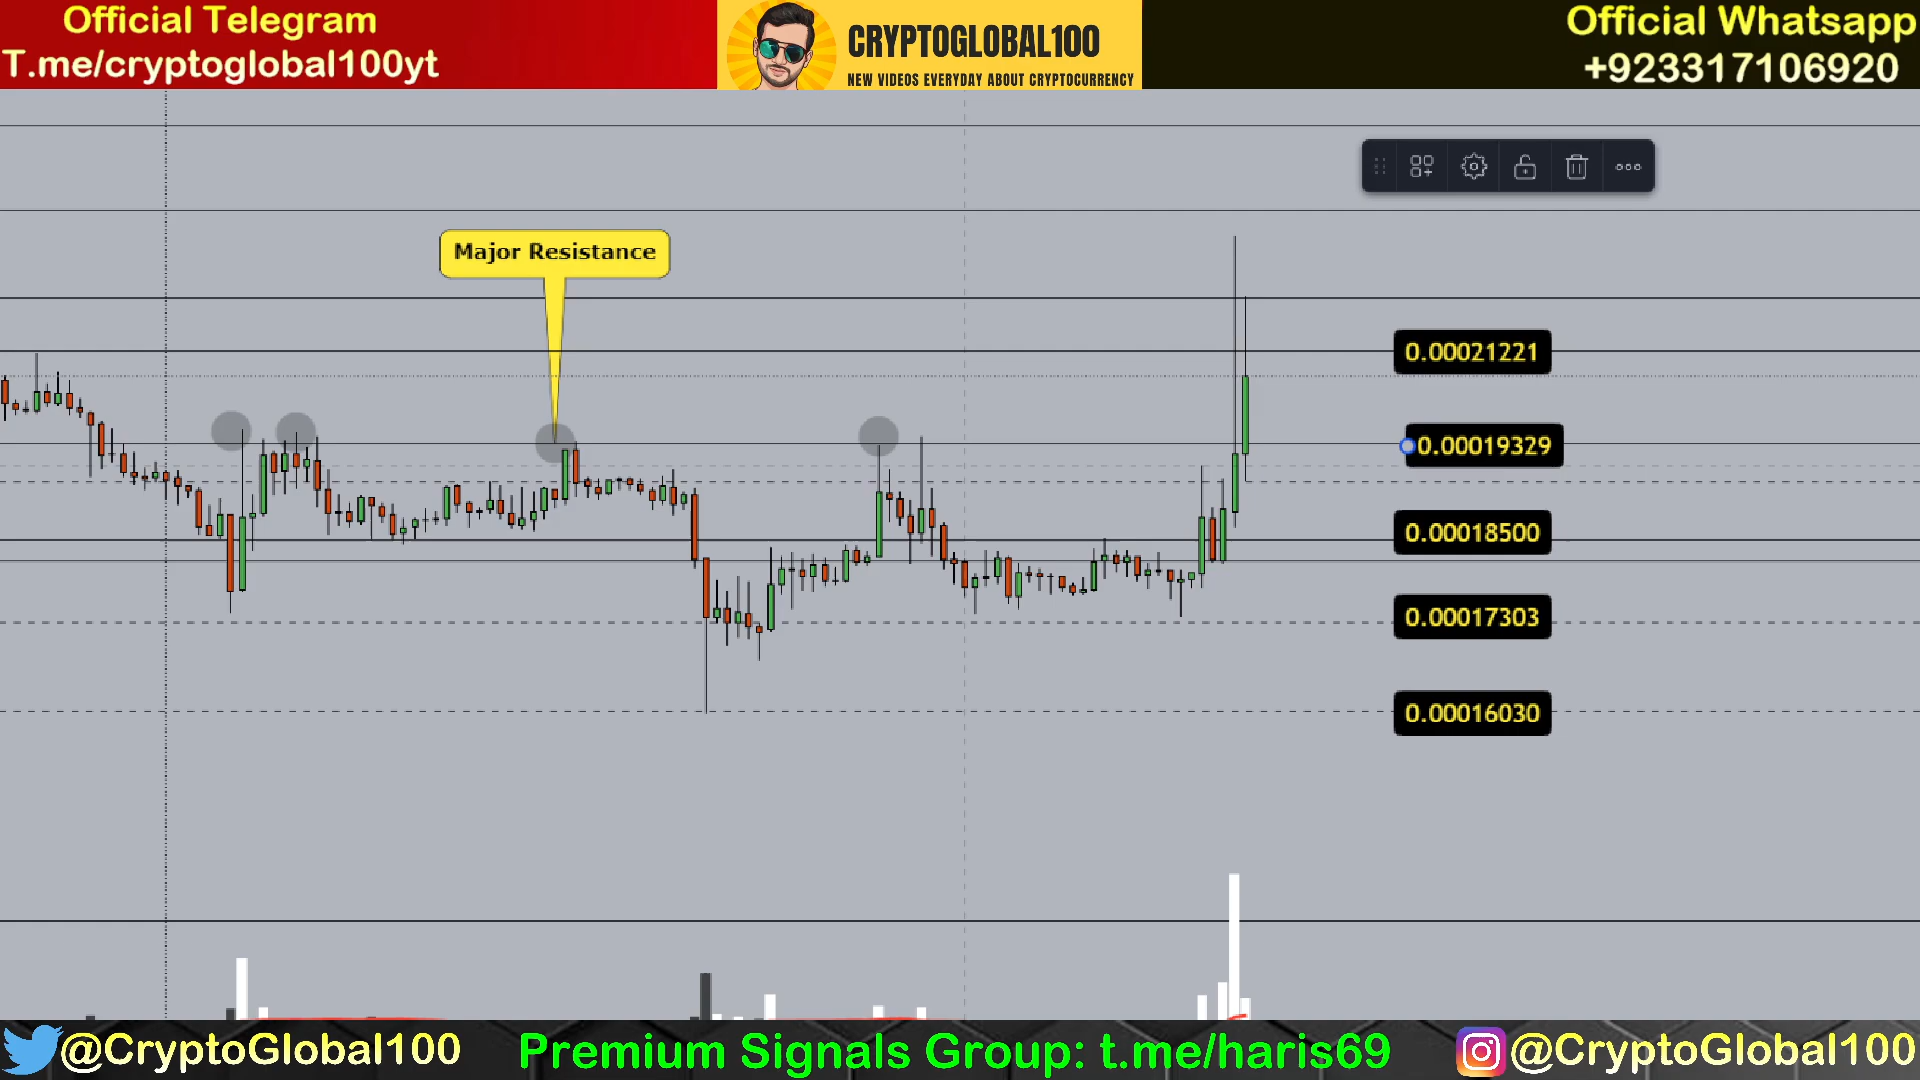 Official Telegram
T.me/cryptoglobal100yt
CRYPTOGLOBAL100
NEW VIDEOS EVERYDAY ABOUT CRYPTOCURRENCY
Official Whatsapp
+923317106920
Major Resistance
0.00021221
0.00019329
0.00018500
0.00017303
0.00016030
@CryptoGlobal100
Premium Signals Group: t.me/haris69
@CryptoGlobal100